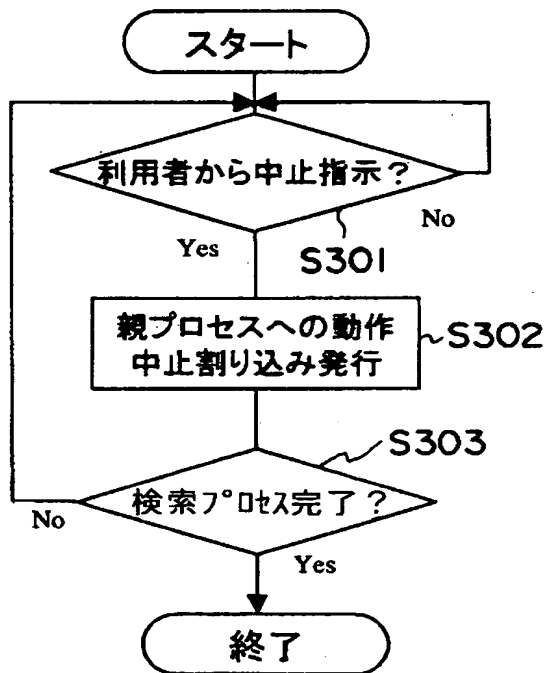 スタート
利用者から中止指示?
No
Yes
S301
親プロセスへの動作
中止割り込み発行
S302
S303
検索プロセス完了?
No
Yes
終了